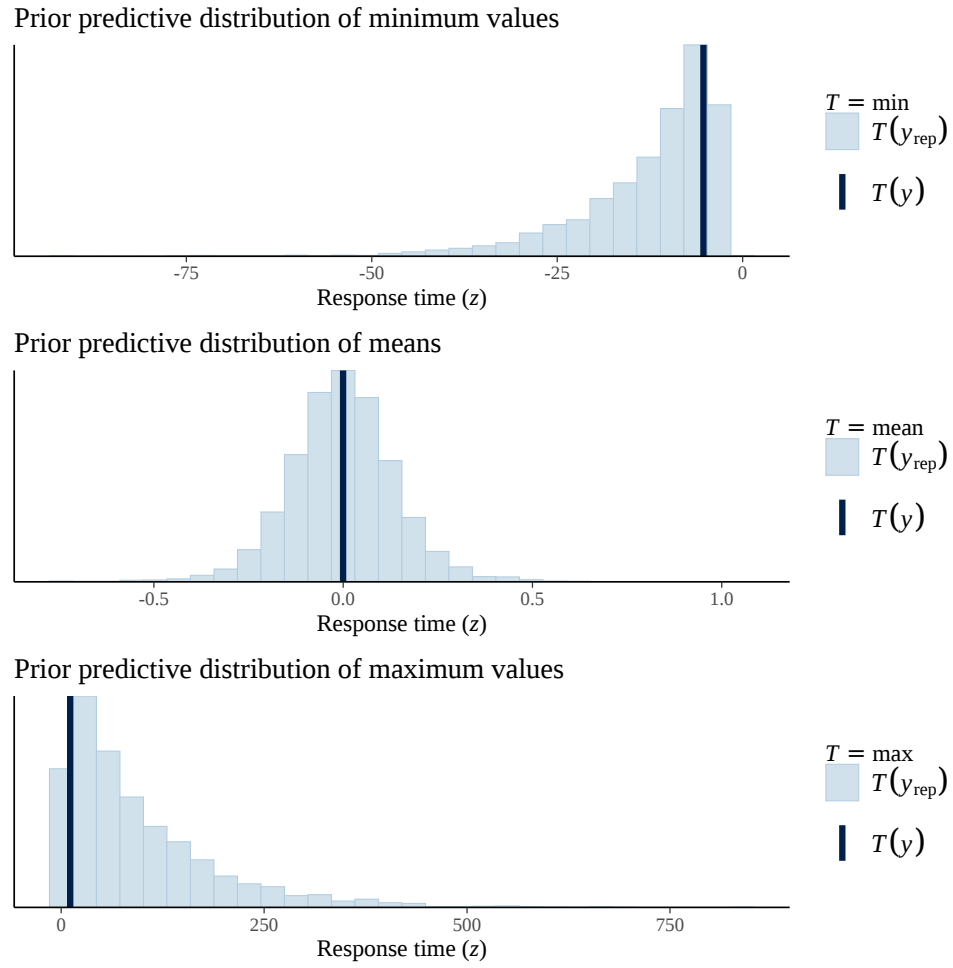 Prior predictive distribution of minimum values
T = min
T(y_rep)
T(y)
-75 -50 -25 0
Response time (z)
Prior predictive distribution of means
T = mean
T(y_rep)
T(y)
-0.5 0.0 0.5 1.0
Response time (z)
Prior predictive distribution of maximum values
T = max
T(y_rep)
T(y)
0 250 500 750
Response time (z)